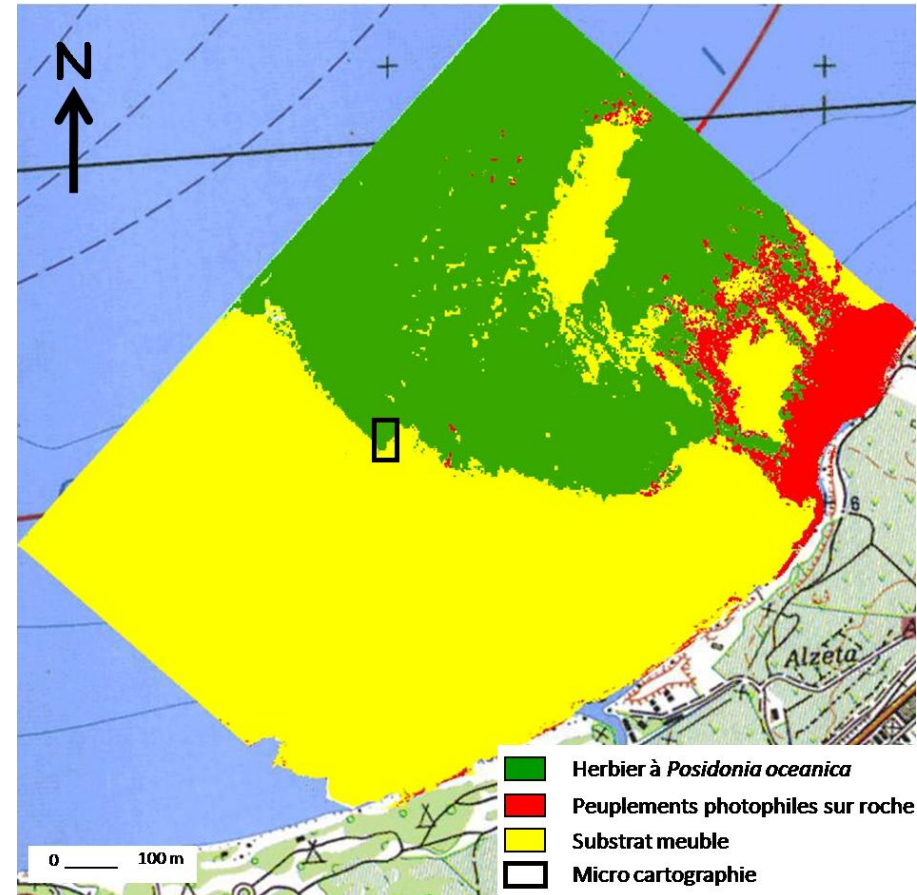 N
6
Alzeta
A
Herbier à Posidonia oceanica
Peuplements photophiles sur roche
Substrat meuble
Micro cartographie
0 100 m